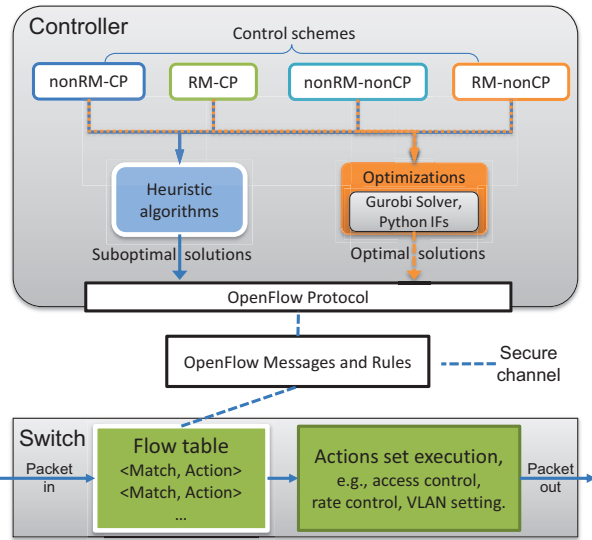 Controller
Control schemes
nonRM-CP
RM-CP
nonRM-nonCP
RM-nonCP
Heuristic
algorithms
Optimizations
Gurobi Solver,
Python IFs
Suboptimal solutions
Optimal solutions
OpenFlow Protocol
OpenFlow Messages and Rules
Secure
channel
Switch
Packet
in
Flow table
<Match, Action>
<Match, Action>
...
Actions set execution,
e.g., access control,
rate control, VLAN setting.
Packet
out